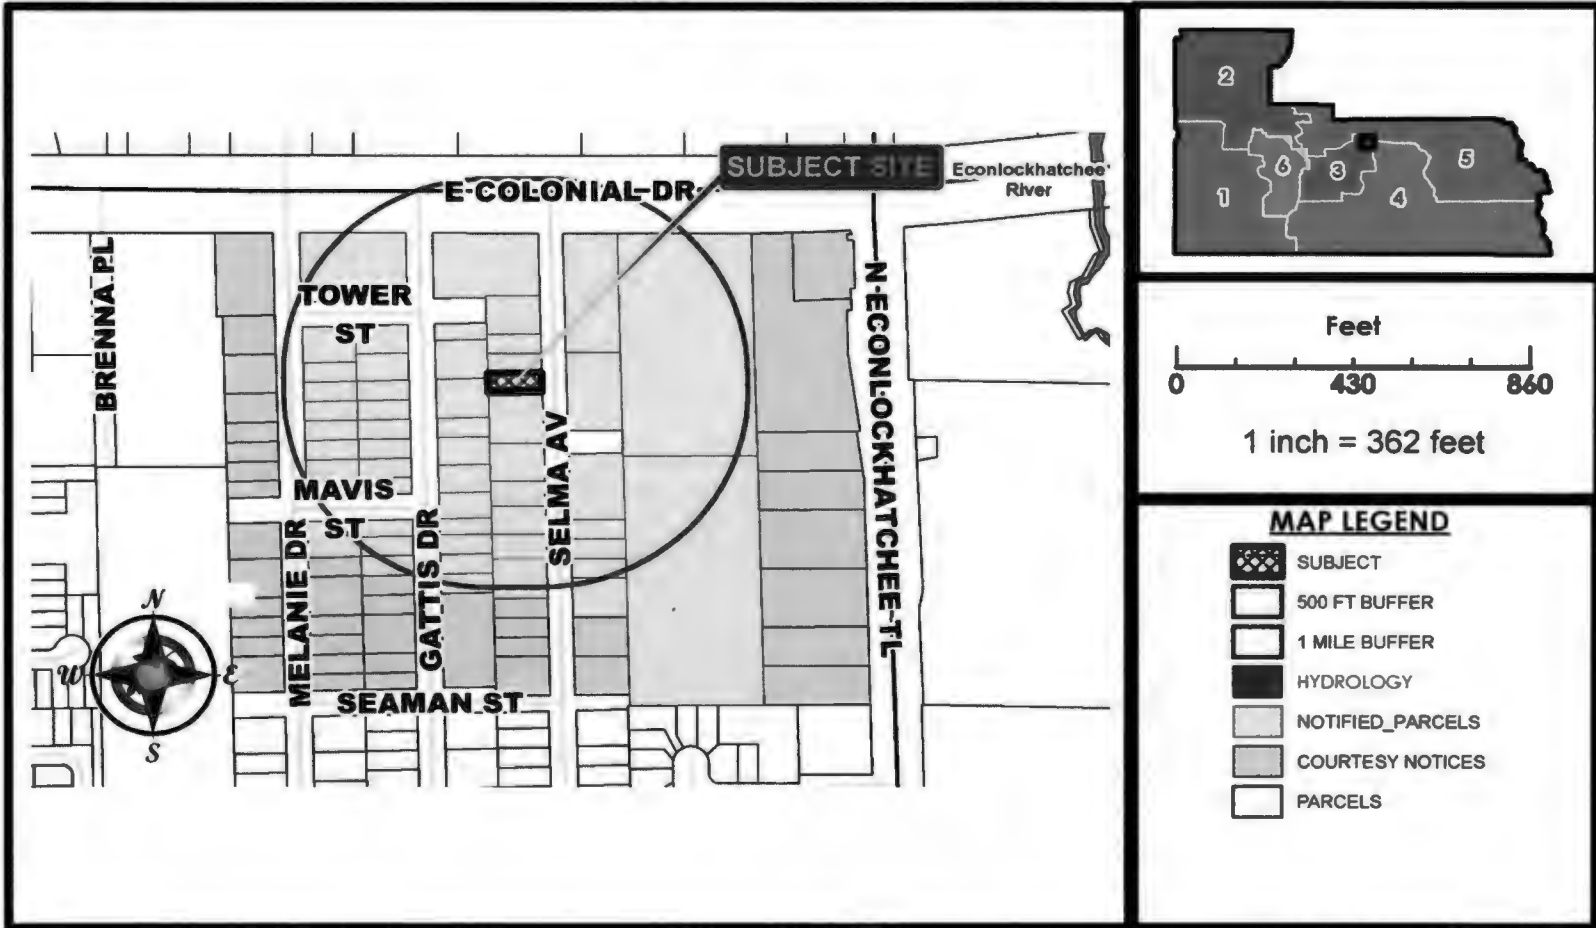 SUBJECT SITE
Econlockhatchee
River
E COLONIAL DR
BRENNA PL
TOWER
ST
N ECONLOCKHATCHEE TL
SELMA AV
MAVIS
ST
MELANIE DR
GATTIS DR
SEAMAN ST
N
W
E
S
2
5
6
3
1
4
Feet
0
430
860
1 inch = 362 feet
MAP LEGEND
SUBJECT
500 FT BUFFER
1 MILE BUFFER
HYDROLOGY
NOTIFIED_PARCELS
COURTESY NOTICES
PARCELS